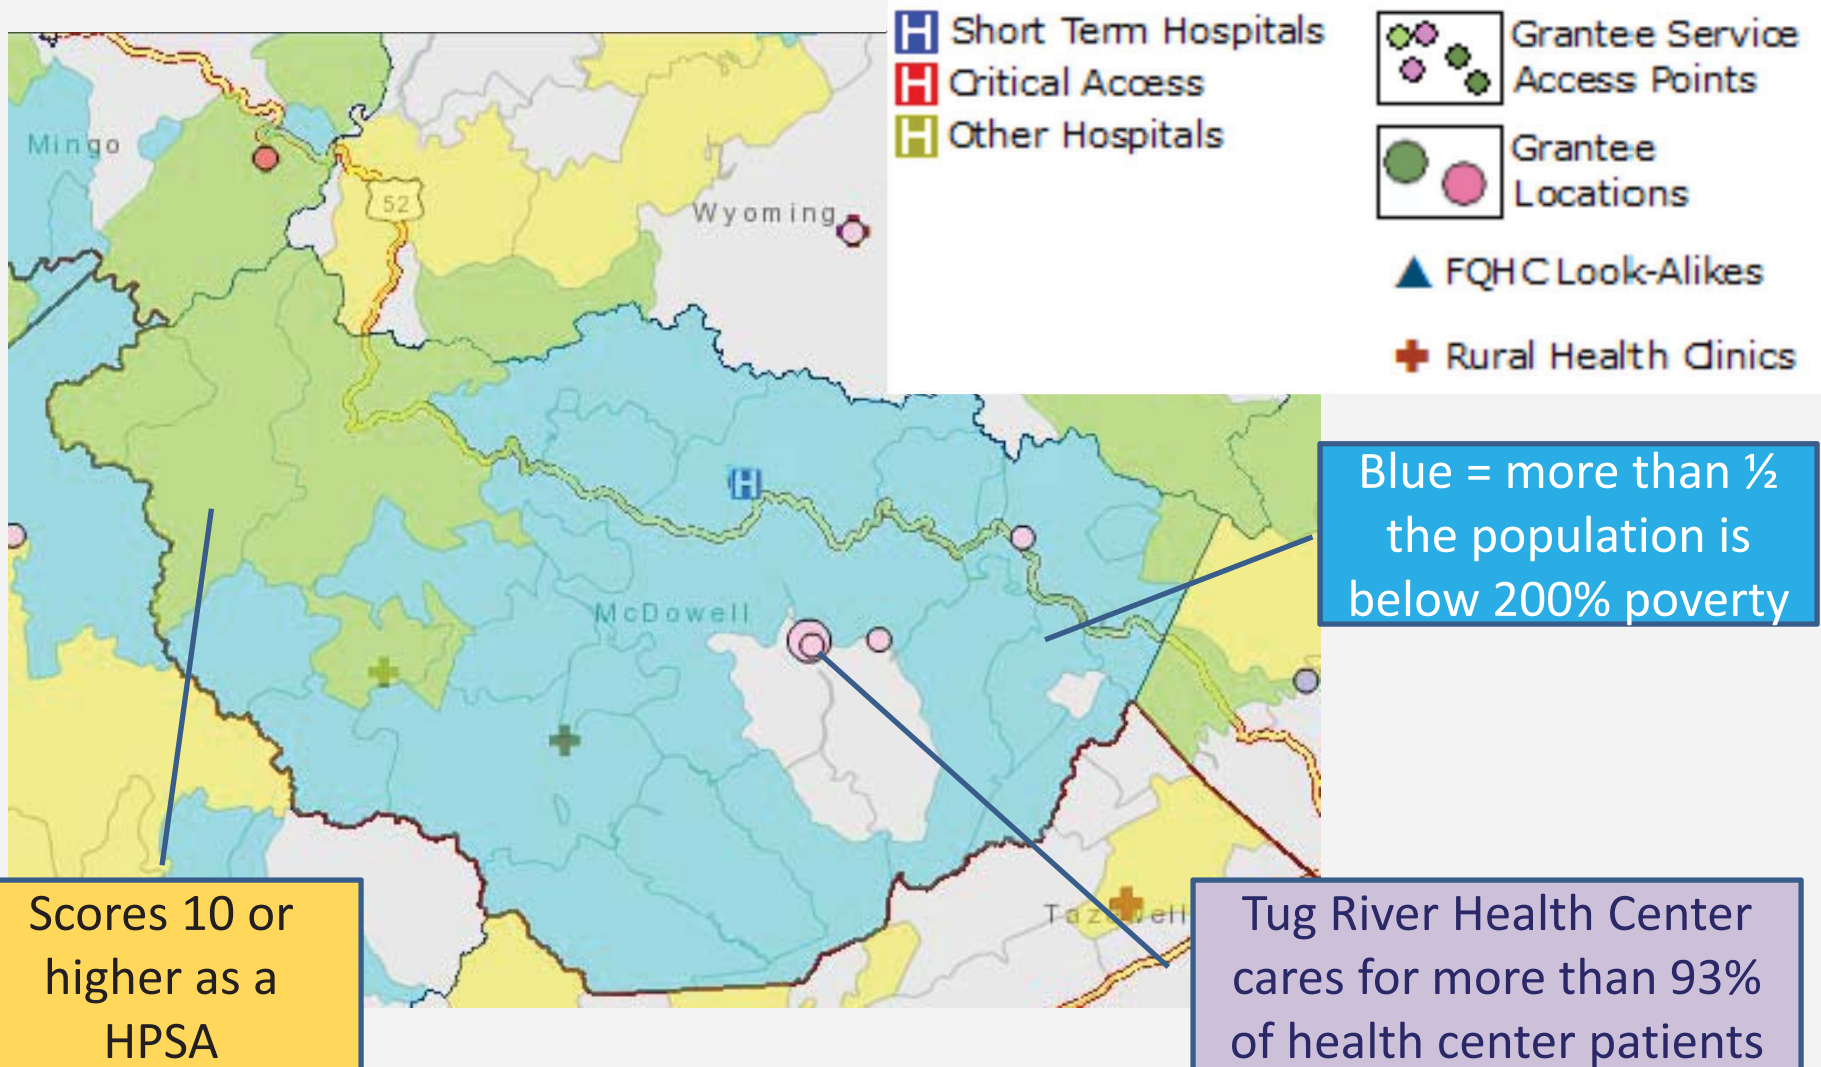 Short Term Hospitals
Critical Access
Other Hospitals
Grantee Service
Access Points
Grantee
Locations
FQHC Look-Alikes
Rural Health Clinics
Mingo
52
Wyoming
McDowell
Tazewell
Blue = more than ½
the population is
below 200% poverty
Scores 10 or
higher as a
HPSA
Tug River Health Center
cares for more than 93%
of health center patients
H
H
H
H